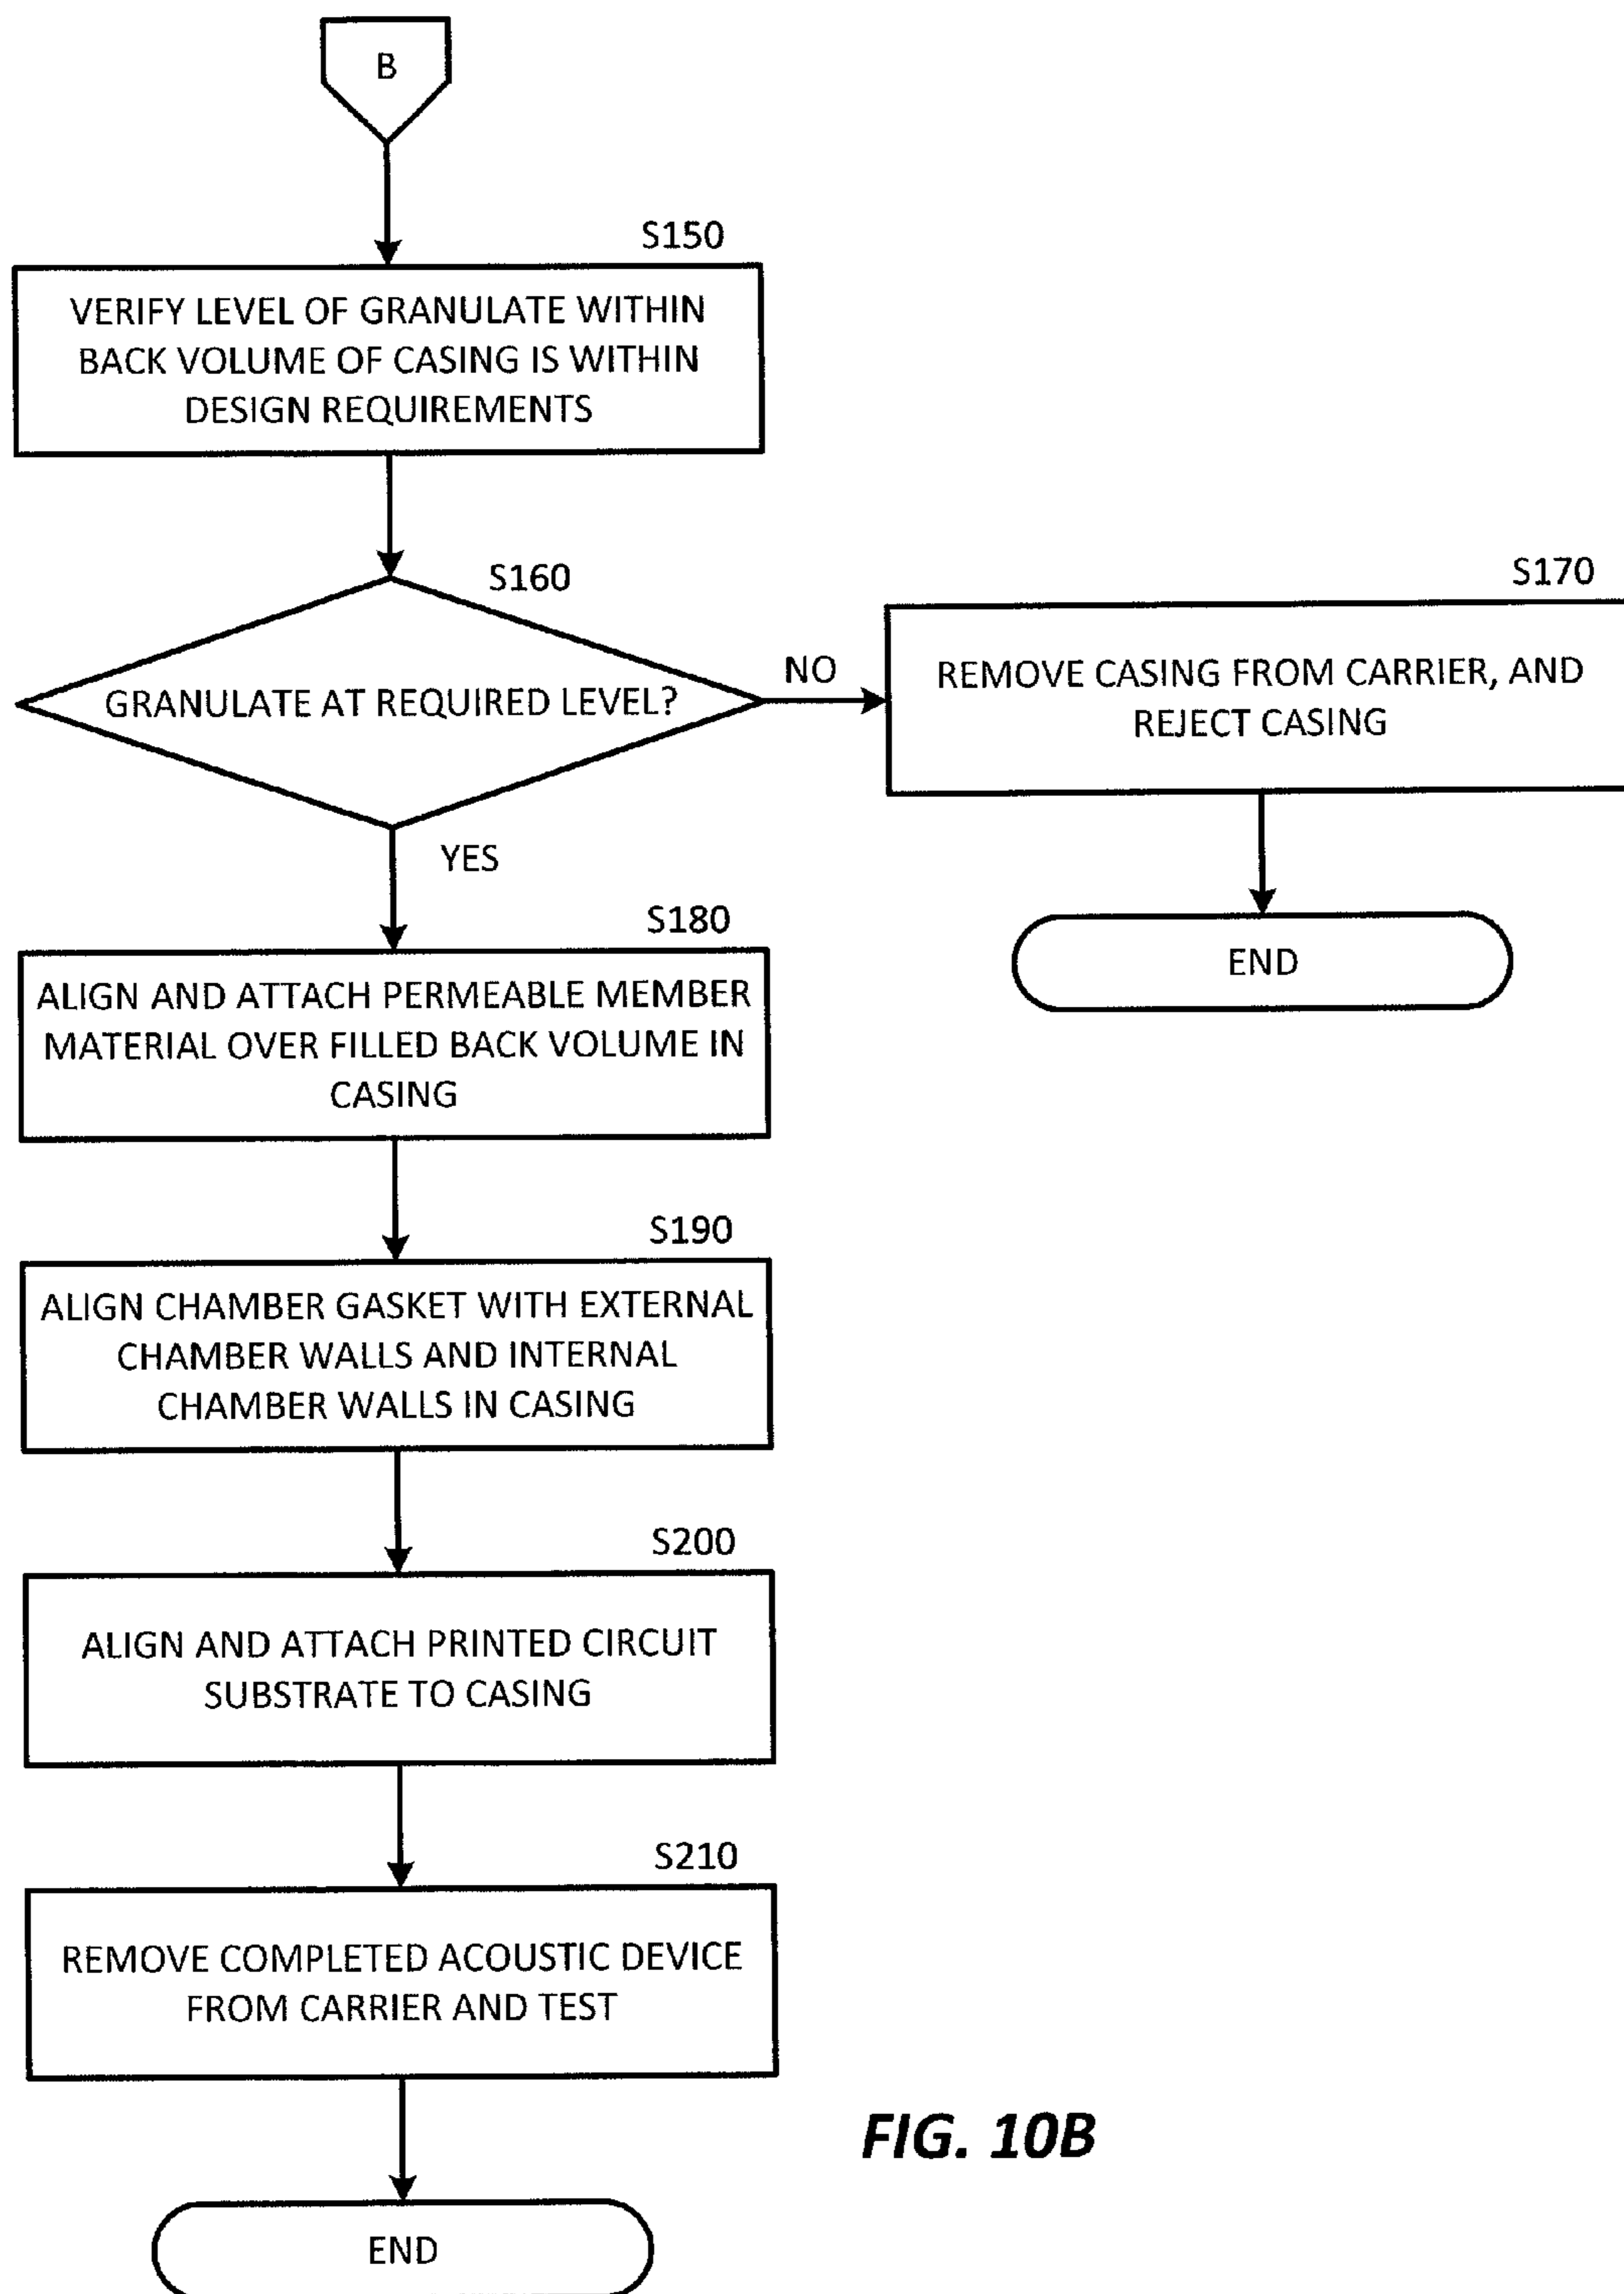 B
S150
VERIFY LEVEL OF GRANULATE WITHIN
BACK VOLUME OF CASING IS WITHIN
DESIGN REQUIREMENTS
S160
GRANULATE AT REQUIRED LEVEL?
NO
S170
REMOVE CASING FROM CARRIER, AND
REJECT CASING
END
YES
S180
ALIGN AND ATTACH PERMEABLE MEMBER
MATERIAL OVER FILLED BACK VOLUME IN
CASING
S190
ALIGN CHAMBER GASKET WITH EXTERNAL
CHAMBER WALLS AND INTERNAL
CHAMBER WALLS IN CASING
S200
ALIGN AND ATTACH PRINTED CIRCUIT
SUBSTRATE TO CASING
S210
REMOVE COMPLETED ACOUSTIC DEVICE
FROM CARRIER AND TEST
END
FIG. 10B